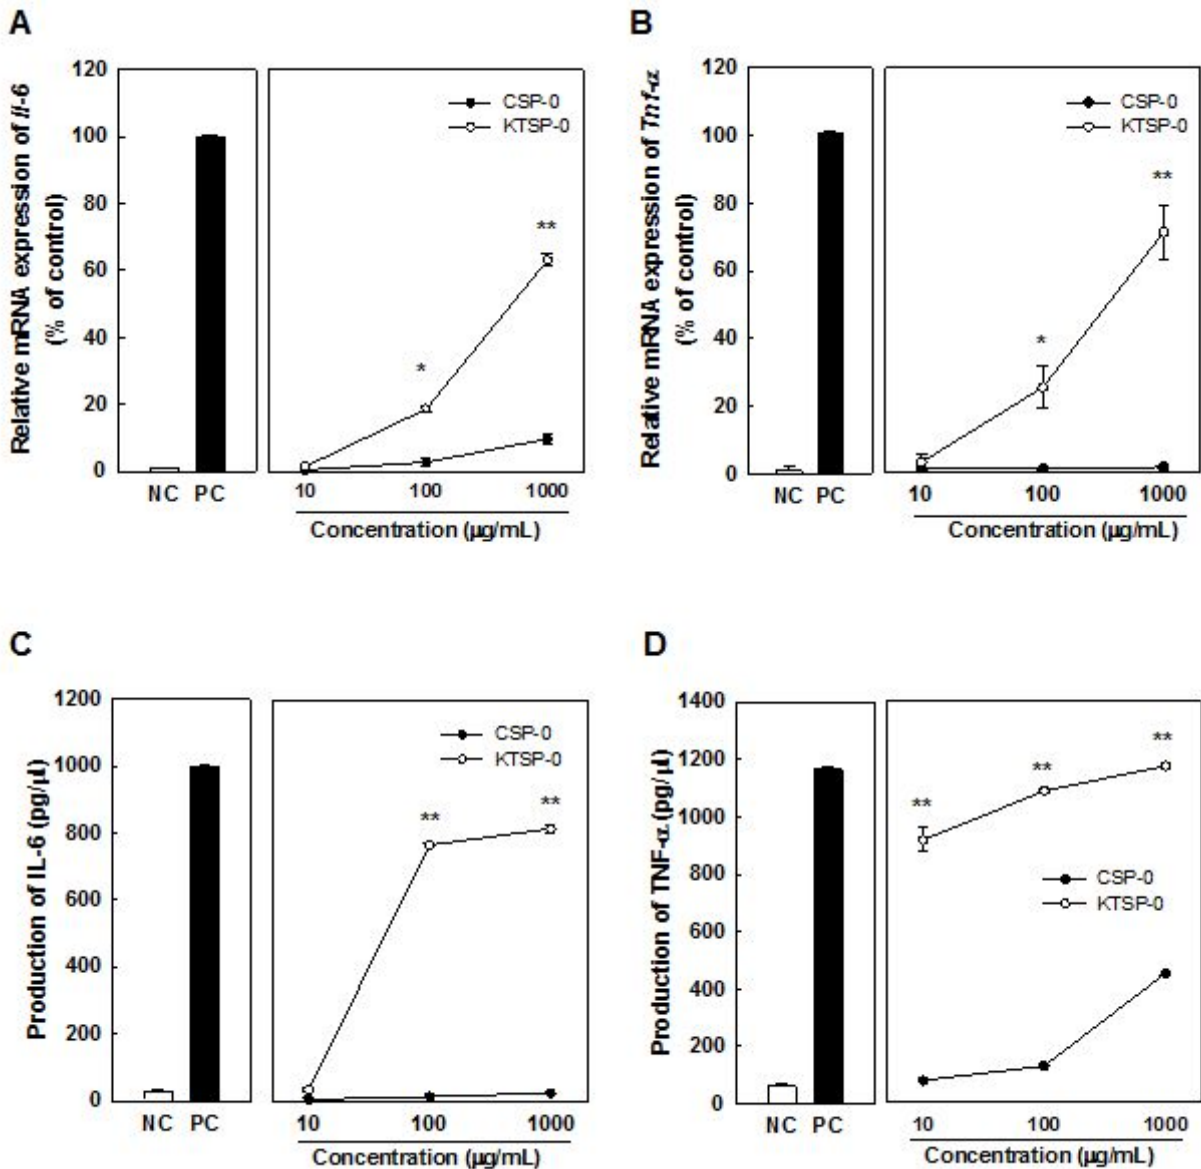 A
Relative mRNA expression of Il-6
(% of control)
120
100
80
60
40
20
0
NC PC
CSP-0
KTSP-0
*
**
10 100 1000
Concentration (µg/mL)
B
Relative mRNA expression of Tnf-α
(% of control)
120
100
80
60
40
20
0
NC PC
CSP-0
KTSP-0
*
**
10 100 1000
Concentration (µg/mL)
C
Production of IL-6 (pg/µl)
1200
1000
800
600
400
200
0
NC PC
CSP-0
KTSP-0
**
**
10 100 1000
Concentration (µg/mL)
D
Production of TNF-α (pg/µl)
1400
1200
1000
800
600
400
200
0
NC PC
**
**
**
CSP-0
KTSP-0
10 100 1000
Concentration (µg/mL)